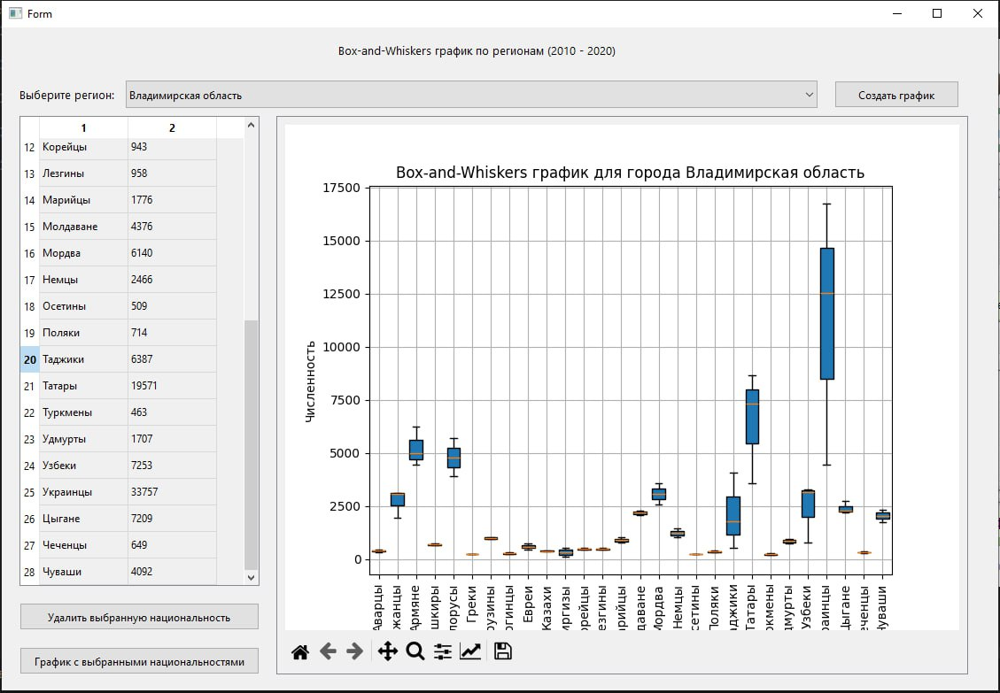 Form
Box-and-Whiskers график по регионам (2010 - 2020)
Выберите регион: Владимирская область Создать график
1 2
12 Корейцы 943
13 Лезгины 958
14 Марийцы 1776
15 Молдаване 4376
16 Мордва 6140
17 Немцы 2466
18 Осетины 509
19 Поляки 714
20 Таджики 6387
21 Татары 19571
22 Туркмены 463
23 Удмурты 1707
24 Узбеки 7253
25 Украинцы 33757
26 Цыгане 7209
27 Чеченцы 649
28 Чуваши 4092
Удалить выбранную национальность
График с выбранными национальностями
Box-and-Whiskers график для города Владимирская область
Численность
17500
15000
12500
10000
7500
5000
2500
0
Аварцы
жанцы
Армяне
шкиры
лорусы
Греки
рузины
ргинцы
Евреи
Казахи
иргизы
орейцы
езгины
арийцы
даване
Мордва
Немцы
сетины
Поляки
аджики
Татары
окмены
дмурты
Узбеки
раинцы
Цыгане
еченцы
Чуваши